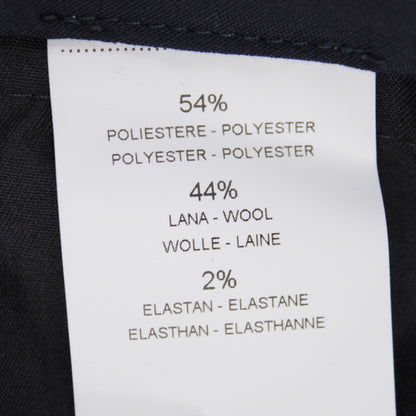 54%
POLIESTERE - POLYESTER
POLYESTER - POLYESTER
44%
LANA - WOOL
WOLLE - LAINE
2%
ELASTAN - ELASTANE
ELASTHAN - ELASTHANNE